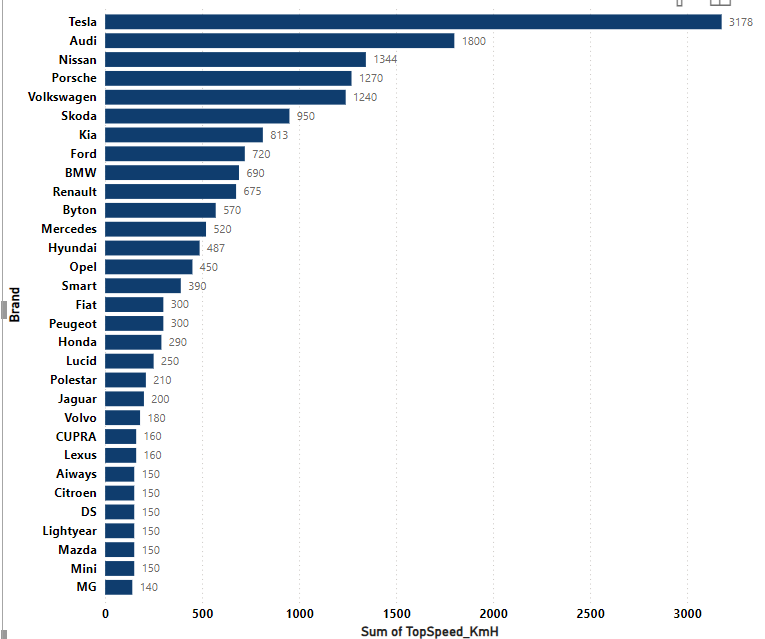 Tesla 3178
Audi 1800
Nissan 1344
Porsche 1270
Volkswagen 1240
Skoda 950
Kia 813
Ford 720
BMW 690
Renault 675
Byton 570
Mercedes 520
Hyundai 487
Opel 450
Smart 390
Fiat 300
Peugeot 300
Honda 290
Lucid 250
Polestar 210
Jaguar 200
Volvo 180
CUPRA 160
Lexus 160
Aiways 150
Citroen 150
DS 150
Lightyear 150
Mazda 150
Mini 150
MG 140
Brand
0 500 1000 1500 2000 2500 3000
Sum of TopSpeed_KmH